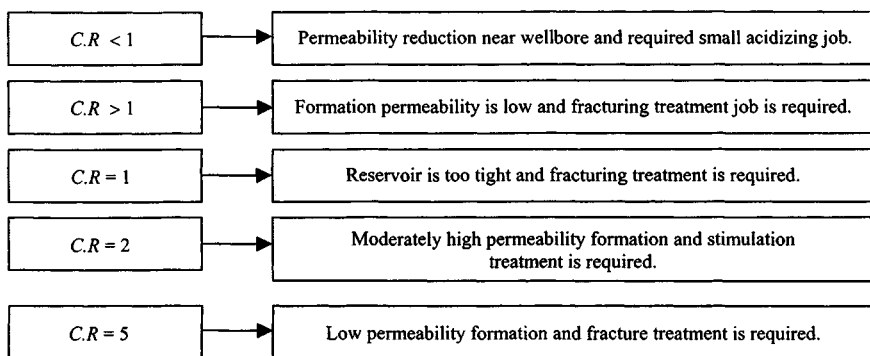 C.R < 1
Permeability reduction near wellbore and required small acidizing job.
C.R > 1
Formation permeability is low and fracturing treatment job is required.
C.R = 1
Reservoir is too tight and fracturing treatment is required.
C.R = 2
Moderately high permeability formation and stimulation
treatment is required.
C.R = 5
Low permeability formation and fracture treatment is required.